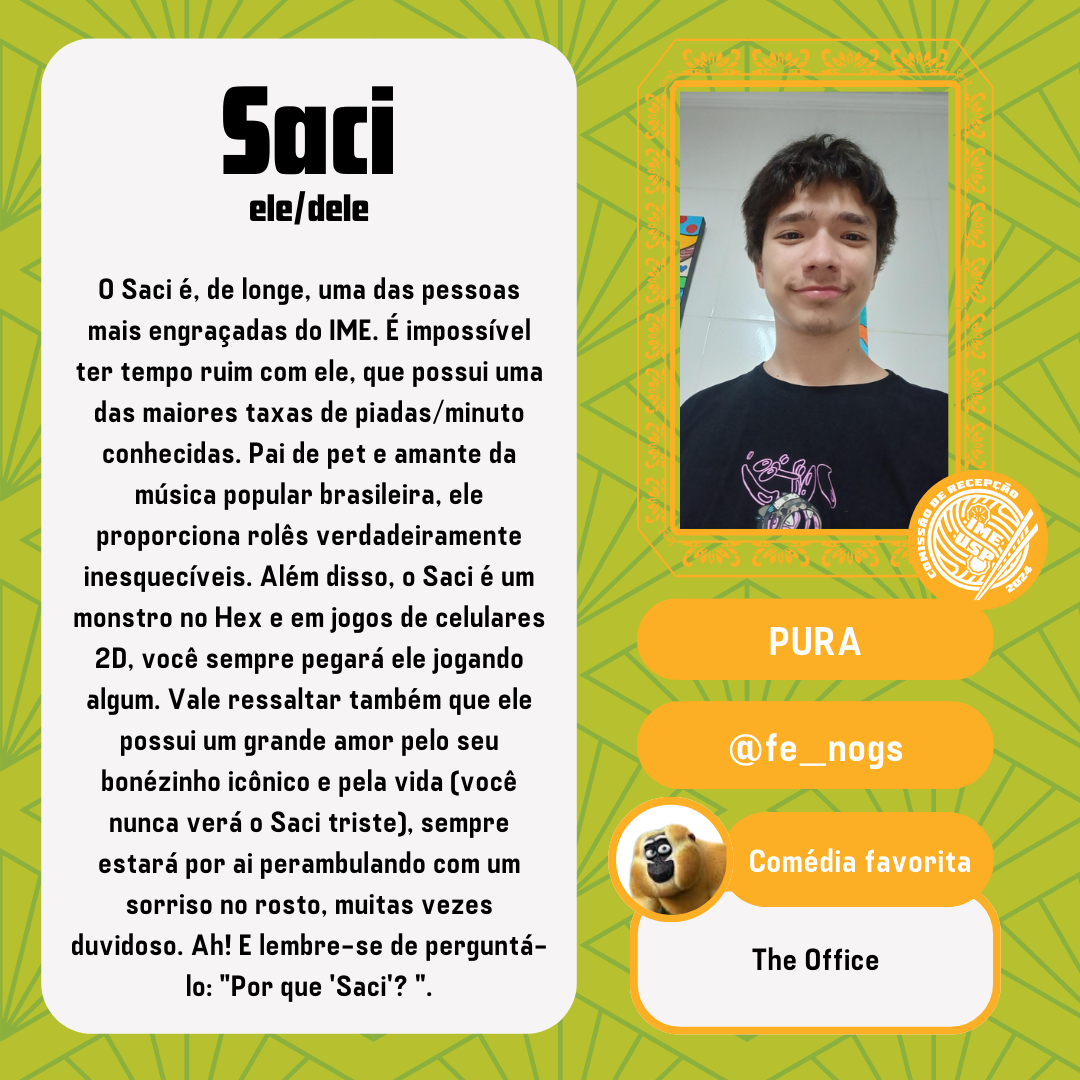 Saci
ele/dele
O Saci é, de longe, uma das pessoas
mais engraçadas do IME. É impossível
ter tempo ruim com ele, que possui uma
das maiores taxas de piadas/minuto
conhecidas. Pai de pet e amante da
música popular brasileira, ele
proporciona rolês verdadeiramente
inesquecíveis. Além disso, o Saci é um
monstro no Hex e em jogos de celulares
2D, você sempre pegará ele jogando
algum. Vale ressaltar também que ele
possui um grande amor pelo seu
bonézinho icônico e pela vida (você
nunca verá o Saci triste), sempre
estará por ai perambulando com um
sorriso no rosto, muitas vezes
duvidoso. Ah! E lembre-se de perguntá-
lo: "Por que 'Saci'? ".
COMISSÃO DE RECEPÇÃO
IME
USP
2024
PURA
@fe_nogs
Comédia favorita
The Office